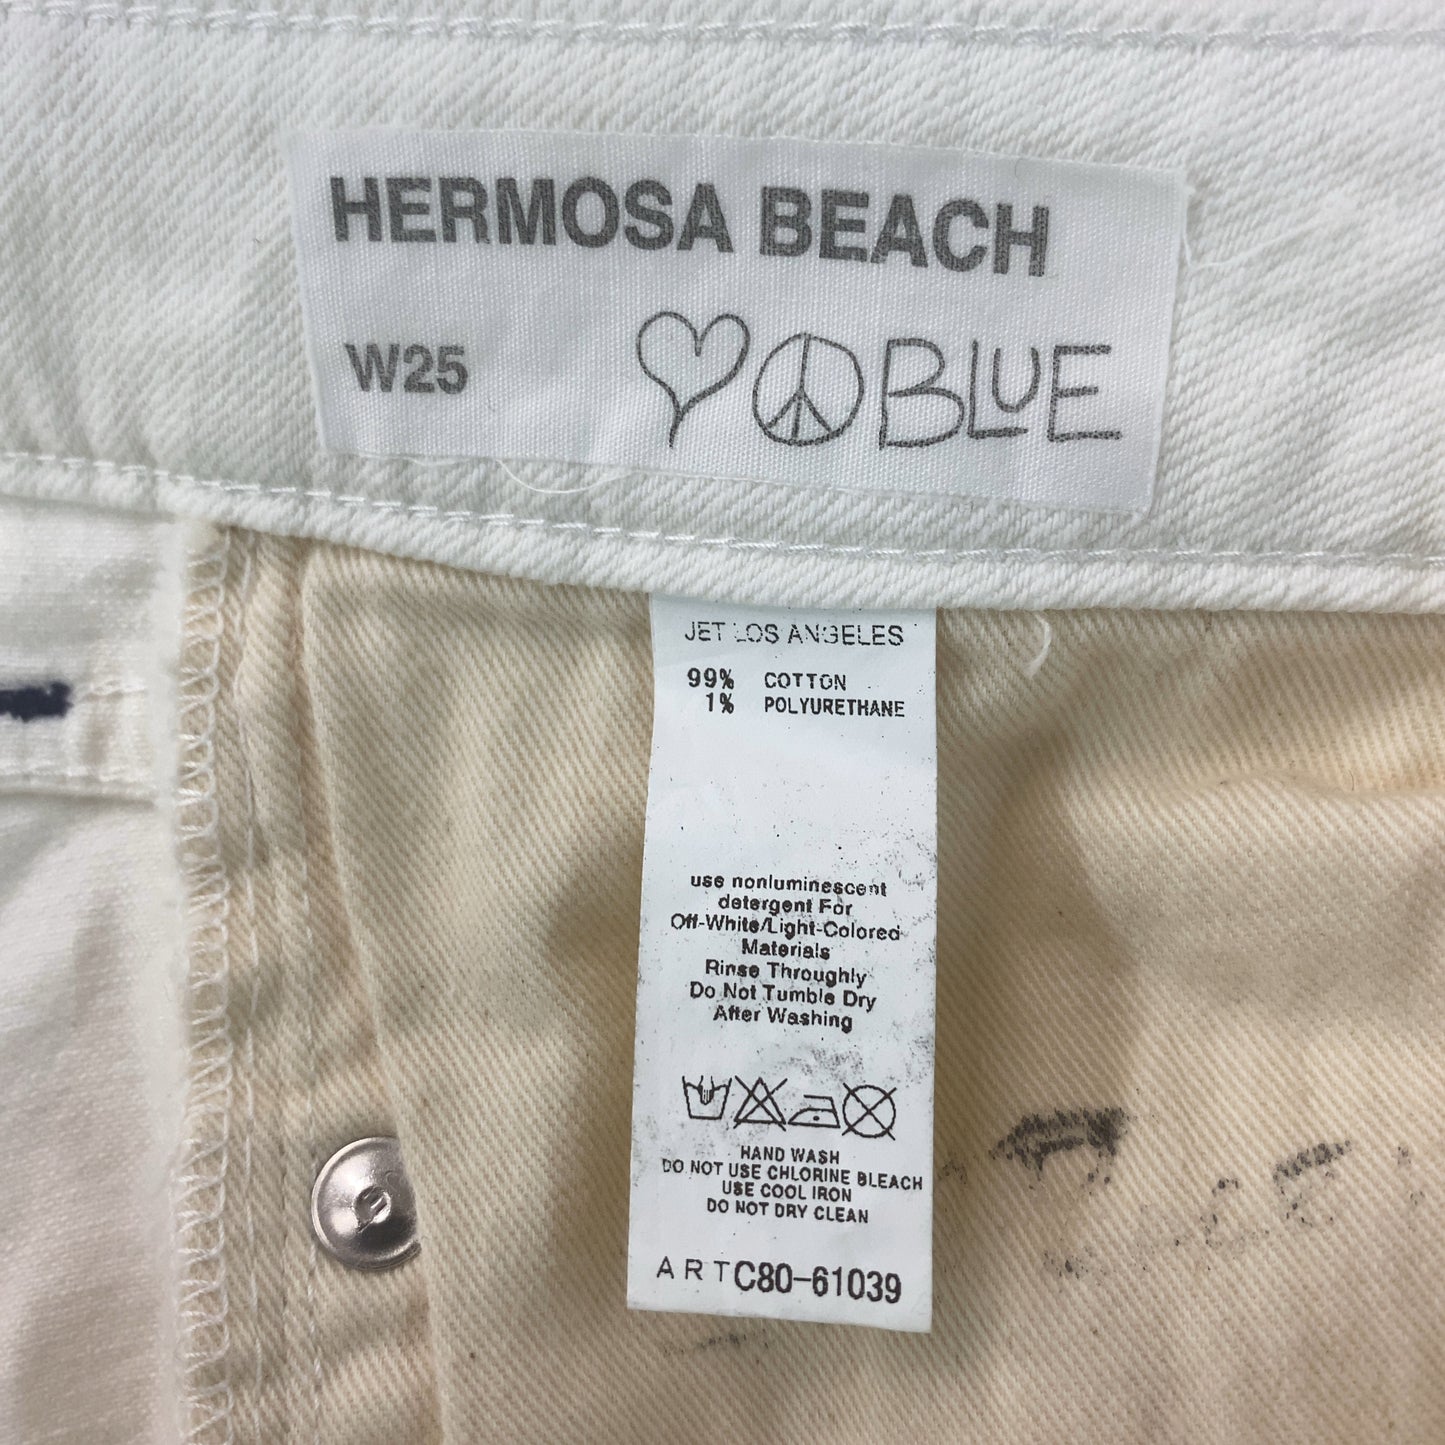 HERMOSA BEACH
W25 BLUE
JET LOS ANGELES
99% COTTON
1% POLYURETHANE
use nonluminescent
detergent For
Off-White/Light-Colored
Materials
Rinse Throughly
Do Not Tumble Dry
After Washing
HAND WASH
DO NOT USE CHLORINE BLEACH
USE COOL IRON
DO NOT DRY CLEAN
ART C80-61039